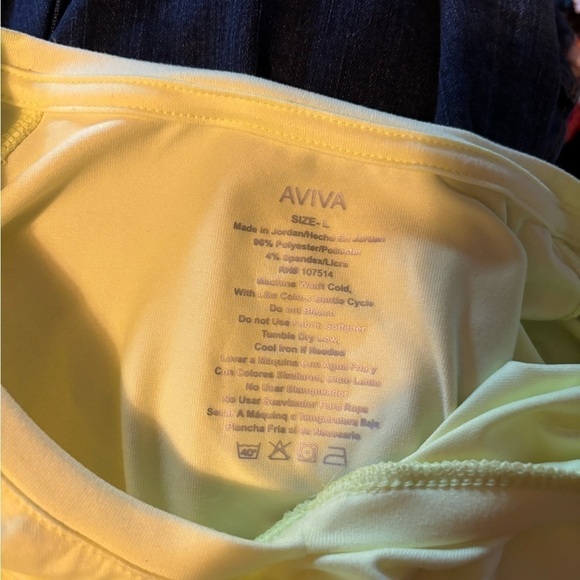 AVIVA
SIZE- L
Made in Jordan/Hecho En Jordan
96% Polyester/Poliester
4% Spandex/Licra
RN# 107514
Machine Wash Cold,
With Like Colors Gentle Cycle
Do not Bleach
Do not Use Fabric Softener
Tumble Dry Low,
Cool Iron if Needed
Lavar a Máquina Con Agua Fria y
Con Colores Similares, Ciclo Lento
No Usar Blanqueador
No Usar Suavizador Para Ropa
Secar A Máquina a Temperatura Baja
Plancha Fria si es Necesario
40°